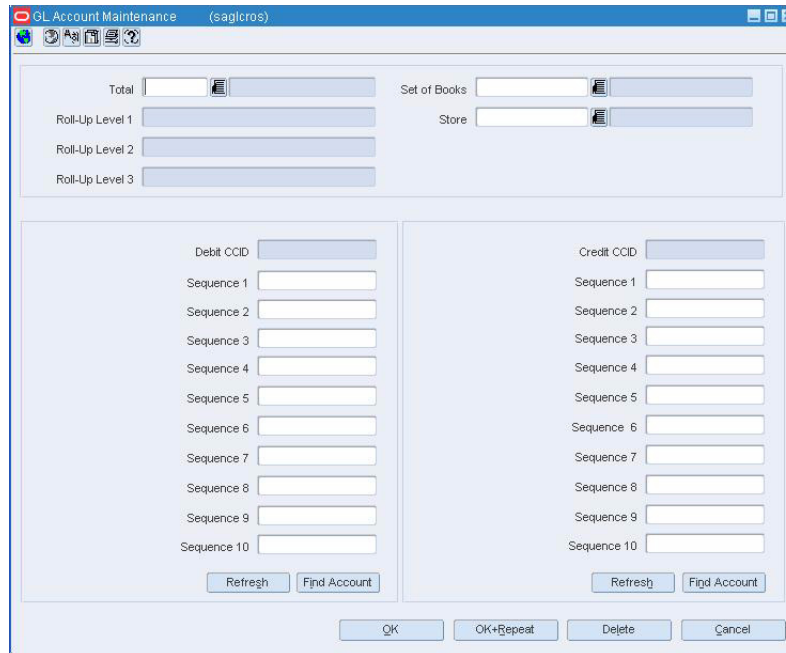 GL Account Maintenance (saglcros)
Total
Set of Books
Roll-Up Level 1
Store
Roll-Up Level 2
Roll-Up Level 3
Debit CCID
Sequence 1
Sequence 2
Sequence 3
Sequence 4
Sequence 5
Sequence 6
Sequence 7
Sequence 8
Sequence 9
Sequence 10
Refresh Find Account
Credit CCID
Sequence 1
Sequence 2
Sequence 3
Sequence 4
Sequence 5
Sequence 6
Sequence 7
Sequence 8
Sequence 9
Sequence 10
Refresh Find Account
OK OK+Repeat Delete Cancel